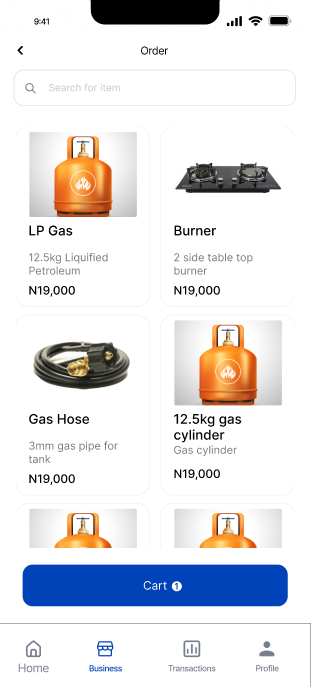 9:41
Order
Search for item
LP Gas
12.5kg Liquified
Petroleum
N19,000
Burner
2 side table top
burner
N19,000
Gas Hose
3mm gas pipe for
tank
N19,000
12.5kg gas
cylinder
Gas cylinder
N19,000
Cart 1
Home
Business
Transactions
Profile